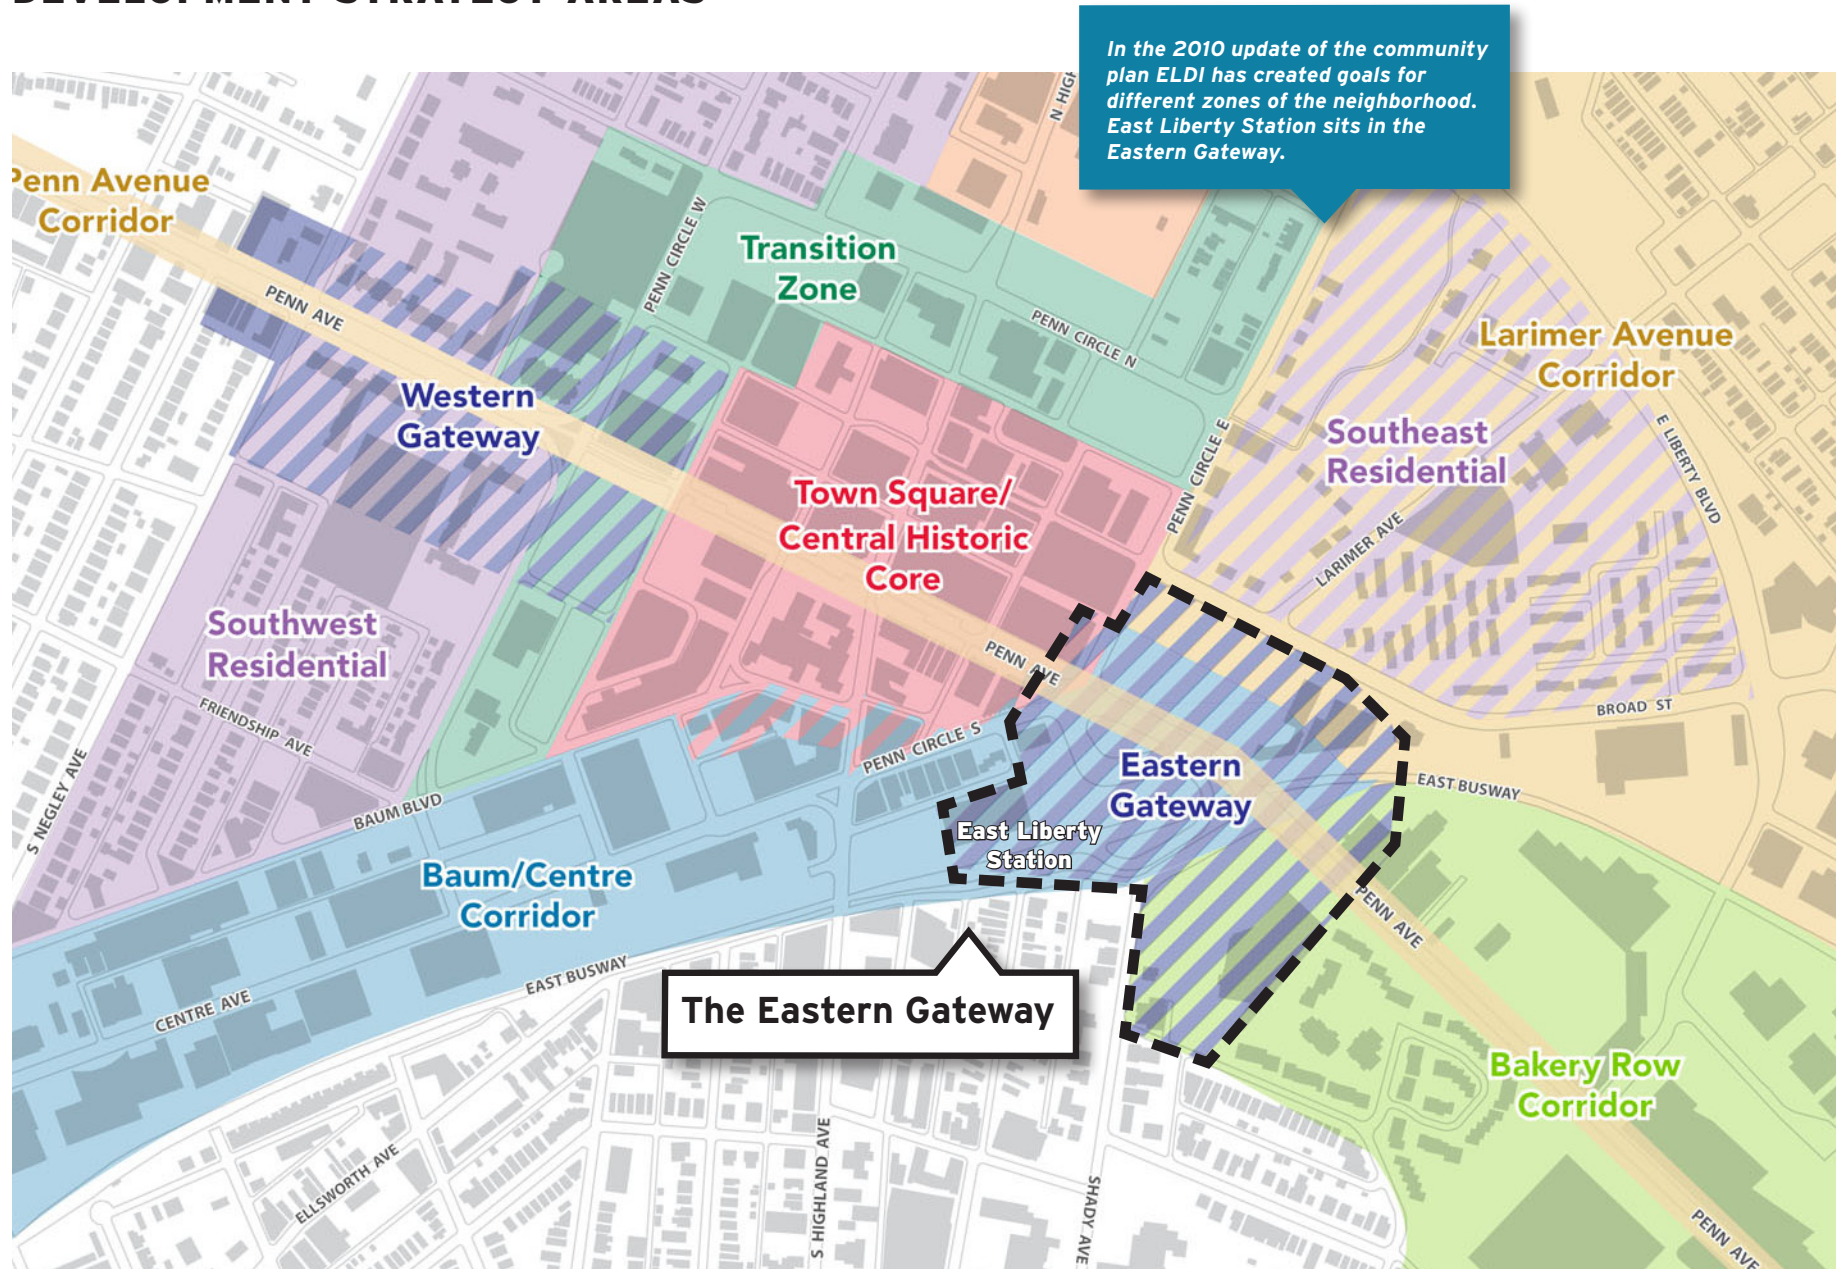 DEVELOPMENT STRATEGY AREAS
In the 2010 update of the community
plan ELDI has created goals for
different zones of the neighborhood.
East Liberty Station sits in the
Eastern Gateway.
Penn Avenue
Corridor
PENN AVE
PENN CIRCLE W
Transition
Zone
PENN CIRCLE N
Larimer Avenue
Corridor
Western
Gateway
Southeast
Residential
PENN CIRCLE E
E LIBERTY BLVD
LARIMER AVE
Town Square/
Central Historic
Core
Southwest
Residential
PENN AVE
FRIENDSHIP AVE
BROAD ST
PENN CIRCLE S
S NEGLEY AVE
BAUM BLVD
Eastern
Gateway
EAST BUSWAY
East Liberty
Station
Baum/Centre
Corridor
PENN AVE
EAST BUSWAY
CENTRE AVE
The Eastern Gateway
Bakery Row
Corridor
ELLSWORTH AVE
S HIGHLAND AVE
SHADY AVE
PENN AVE